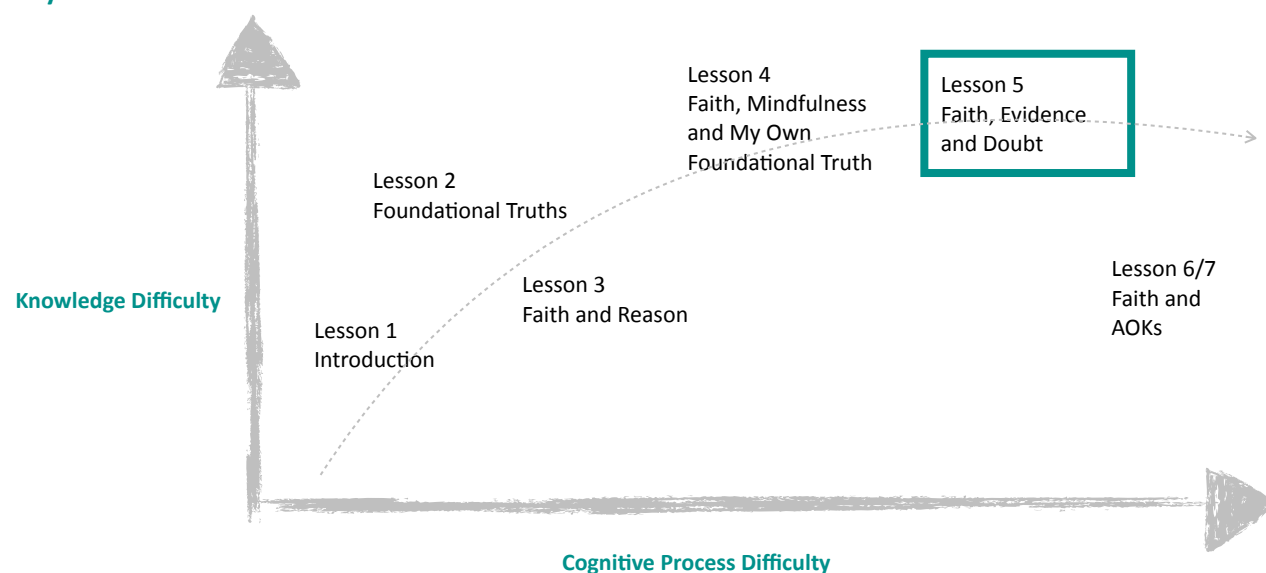 Lesson 4
Faith, Mindfulness
and My Own
Foundational Truth
Lesson 5
Faith, Evidence
and Doubt
Lesson 2
Foundational Truths
Lesson 3
Faith and Reason
Lesson 6/7
Faith and
AOKs
Knowledge Difficulty
Lesson 1
Introduction
Cognitive Process Difficulty